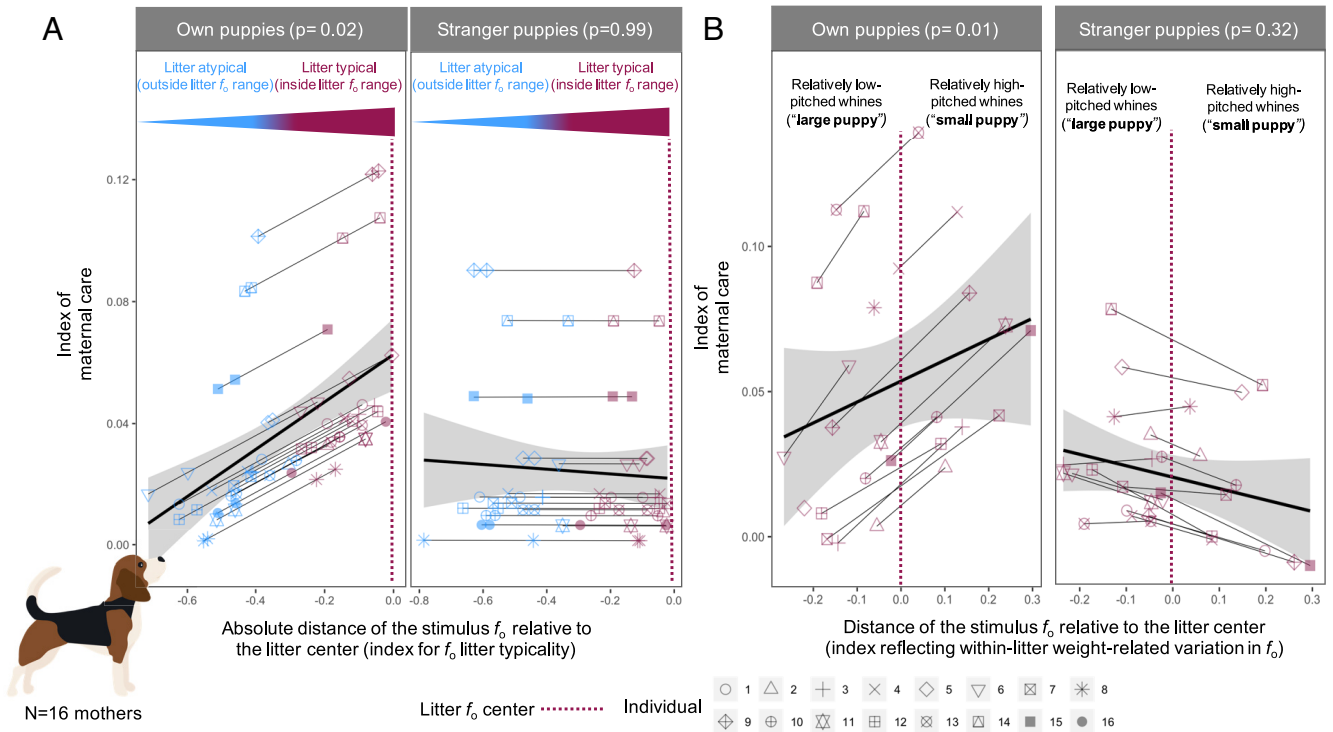 A
Own puppies (p= 0.02)
Stranger puppies (p=0.99)
Litter atypical
(outside litter fo range)
Litter typical
(inside litter fo range)
Litter atypical
(outside litter fo range)
Litter typical
(inside litter fo range)
Index of
maternal care
0.12
0.08
0.04
0.00
-0.6
-0.4
-0.2
0.0
-0.8
-0.6
-0.4
-0.2
0.0
Absolute distance of the stimulus fo relative to
the litter center (index for fo litter typicality)
N=16 mothers
B
Own puppies (p= 0.01)
Stranger puppies (p= 0.32)
Relatively low-
pitched whines
("large puppy")
Relatively high-
pitched whines
("small puppy")
Relatively low-
pitched whines
("large puppy")
Relatively high-
pitched whines
("small puppy")
Index of
maternal care
0.10
0.05
0.00
-0.2
-0.1
0.0
0.1
0.2
0.3
-0.2
-0.1
0.0
0.1
0.2
0.3
Distance of the stimulus fo relative to the litter center
(index reflecting within-litter weight-related variation in fo)
Litter fo center
Individual
1 2 3 4 5 6 7 8
9 10 11 12 13 14 15 16